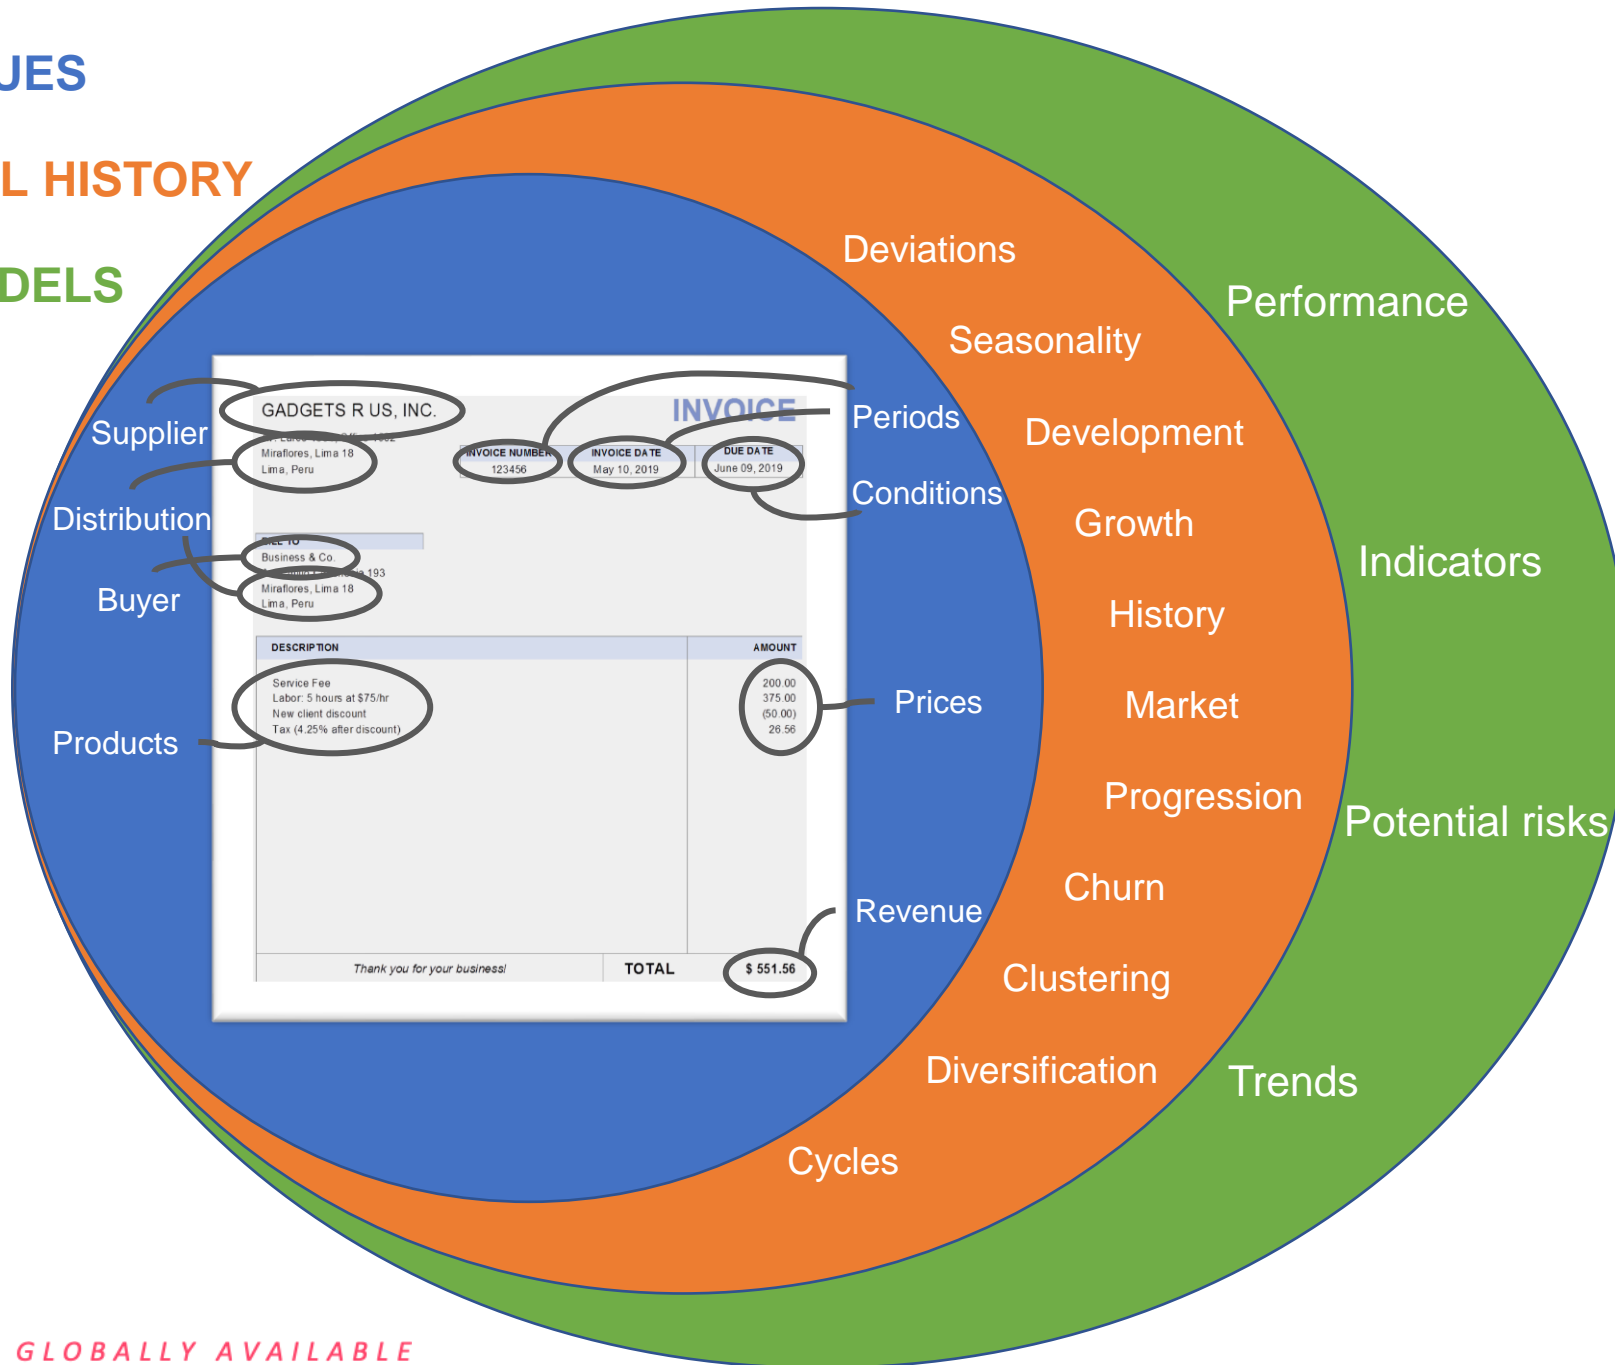 UES
L HISTORY
DELS
Supplier
Distribution
Buyer
Products
GADGETS R US, INC.
Miraflores, Lima 18
Lima, Peru
INVOICE
INVOICE NUMBER INVOICE DATE DUE DATE
123456 May 10, 2019 June 09, 2019
BILL TO
Business & Co.
193
Miraflores, Lima 18
Lima, Peru
DESCRIPTION AMOUNT
Service Fee 200.00
Labor: 5 hours at $75/hr 375.00
New client discount (50.00)
Tax (4.25% after discount) 26.56
Thank you for your business! TOTAL $ 551.56
Periods
Conditions
Prices
Revenue
Deviations
Seasonality
Development
Growth
History
Market
Progression
Churn
Clustering
Diversification
Cycles
Performance
Indicators
Potential risks
Trends
GLOBALLY AVAILABLE